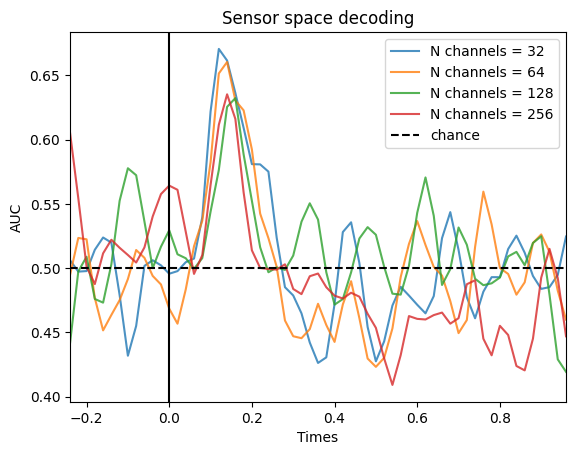 Sensor space decoding
N channels = 32
N channels = 64
N channels = 128
N channels = 256
chance
AUC
0.65
0.60
0.55
0.50
0.45
0.40
−0.2 0.0 0.2 0.4 0.6 0.8
Times